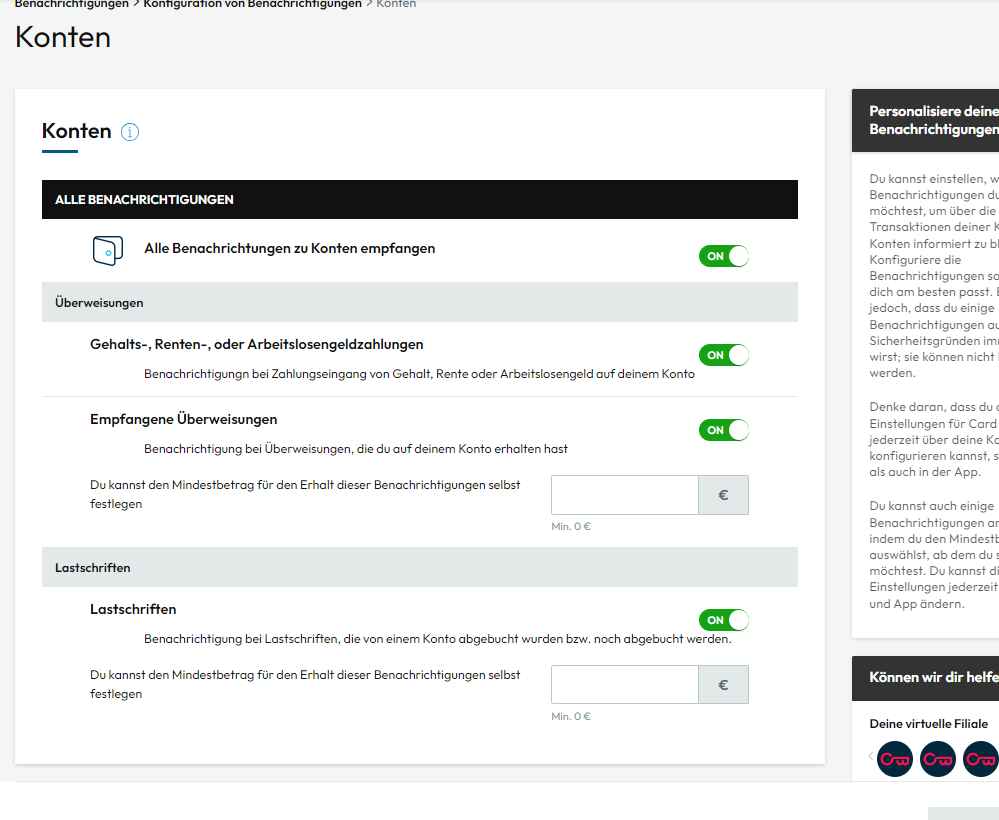 Benachrichtigungen > Konfiguration von Benachrichtigungen > Konten
Konten
Konten
ALLE BENACHRICHTIGUNGEN
Alle Benachrichtungen zu Konten empfangen
ON
Überweisungen
Gehalts-, Renten-, oder Arbeitslosengeldzahlungen
ON
Benachrichtigungn bei Zahlungseingang von Gehalt, Rente oder Arbeitslosengeld auf deinem Konto
Empfangene Überweisungen
ON
Benachrichtigung bei Überweisungen, die du auf deinem Konto erhalten hast
Du kannst den Mindestbetrag für den Erhalt dieser Benachrichtigungen selbst
festlegen
€
Min. 0 €
Lastschriften
Lastschriften
ON
Benachrichtigung bei Lastschriften, die von einem Konto abgebucht wurden bzw. noch abgebucht werden.
Du kannst den Mindestbetrag für den Erhalt dieser Benachrichtigungen selbst
festlegen
€
Min. 0 €
Personalisiere deine
Benachrichtigungen
Du kannst einstellen, w
Benachrichtigungen du
möchtest, um über die
Transaktionen deiner K
Konten informiert zu bl
Konfiguriere die
Benachrichtigungen so
dich am besten passt. B
jedoch, dass du einige
Benachrichtigungen au
Sicherheitsgründen im
wirst; sie können nicht
werden.
Denke daran, dass du
Einstellungen für Card
jederzeit über deine Ka
konfigurieren kannst, s
als auch in der App.
Du kannst auch einige
Benachrichtigungen an
indem du den Mindestb
auswählst, ab dem du s
möchtest. Du kannst di
Einstellungen jederzeit
und App ändern.
Können wir dir helfe
Deine virtuelle Filiale